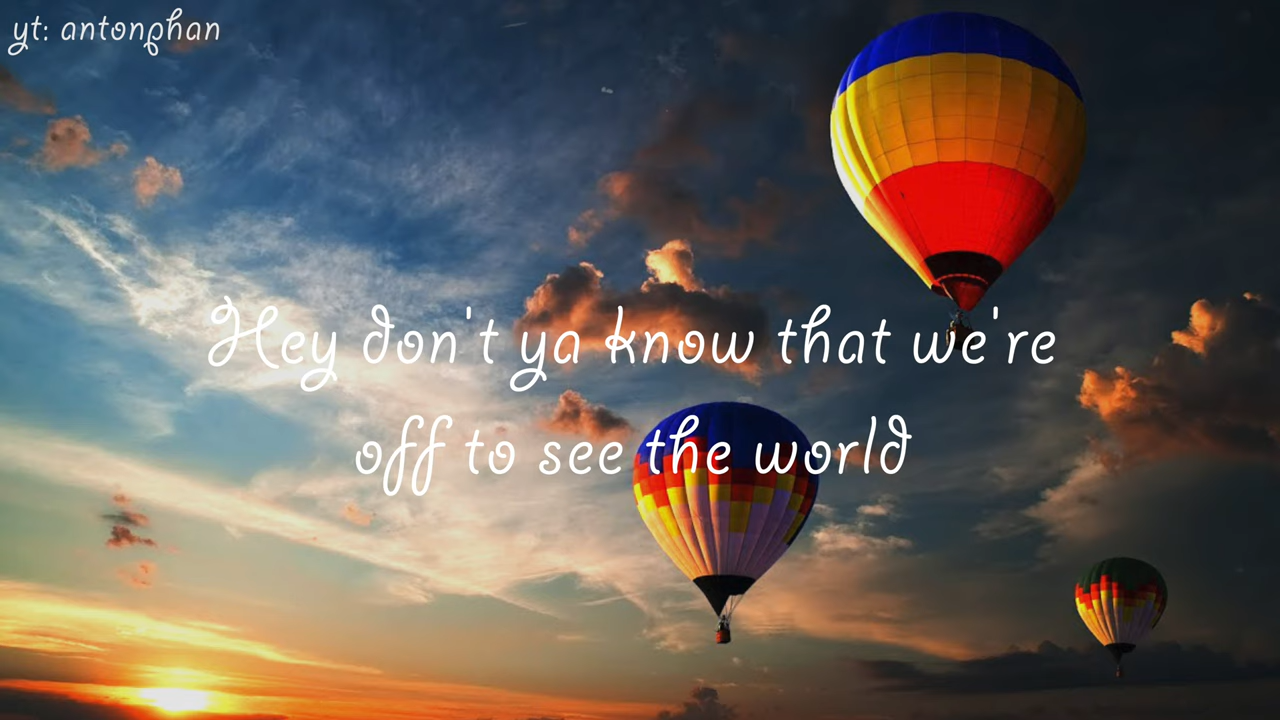 yt: antonphan
Hey don't ya know that we're
off to see the world